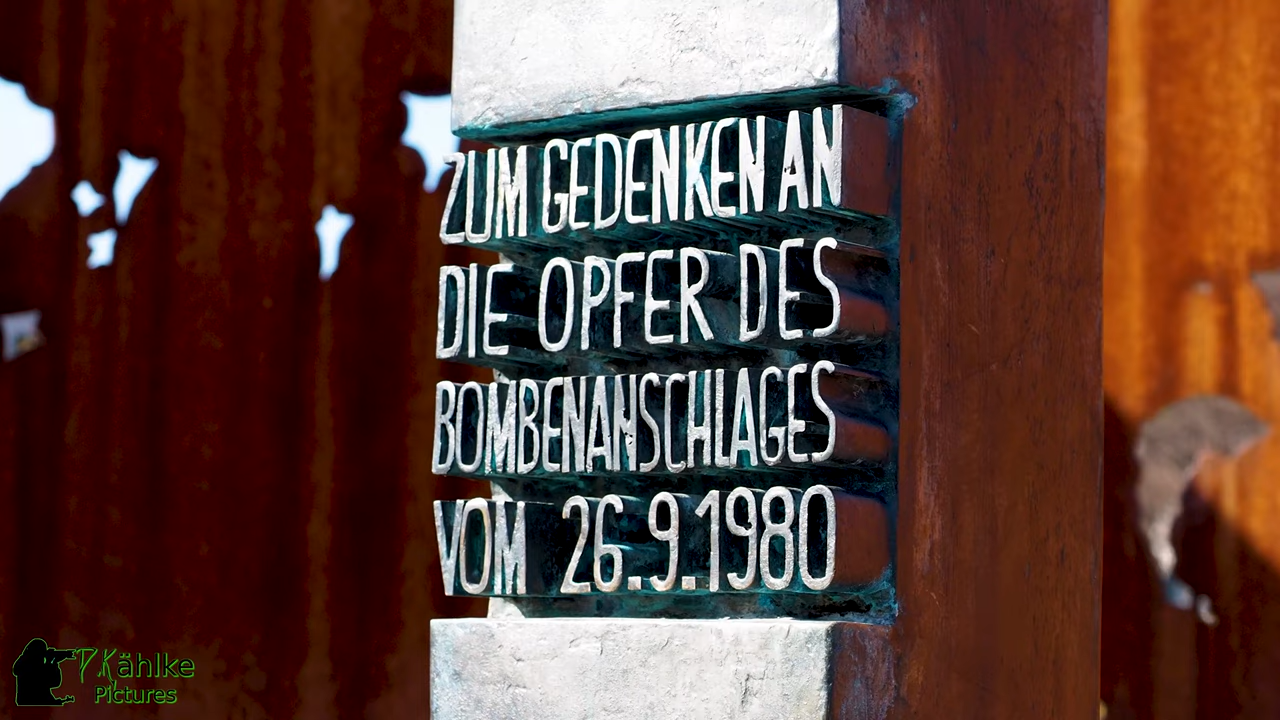 ZUM GEDENKEN AN
DIE OPFER DES
BOMBENANSCHLAGES
VOM 26.9.1980
T.Kählke
Pictures